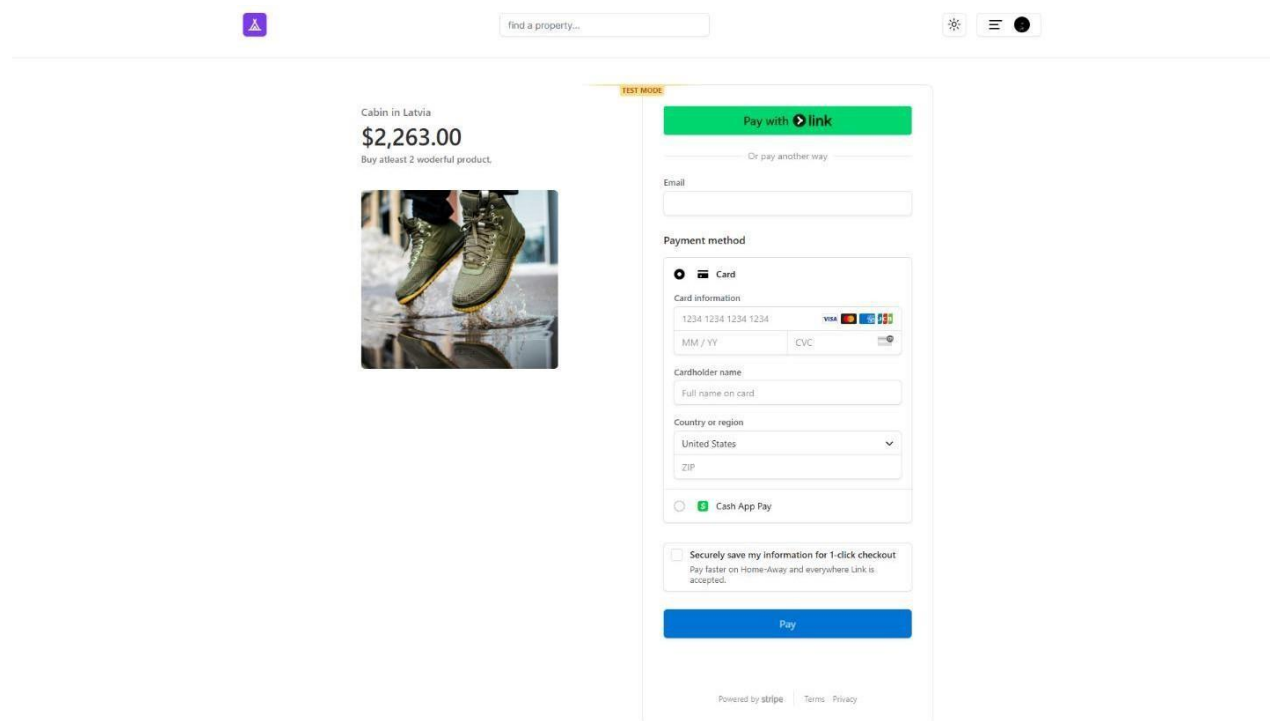 find a property...
TEST MODE
Cabin in Latvia
$2,263.00
Buy atleast 2 woderful product.
Pay with link
Or pay another way
Email
Payment method
Card
Card information
1234 1234 1234 1234 VISA
MM / YY CVC
Cardholder name
Full name on card
Country or region
United States
ZIP
$ Cash App Pay
Securely save my information for 1-click checkout
Pay faster on Home-Away and everywhere Link is
accepted.
Pay
Powered by stripe Terms Privacy